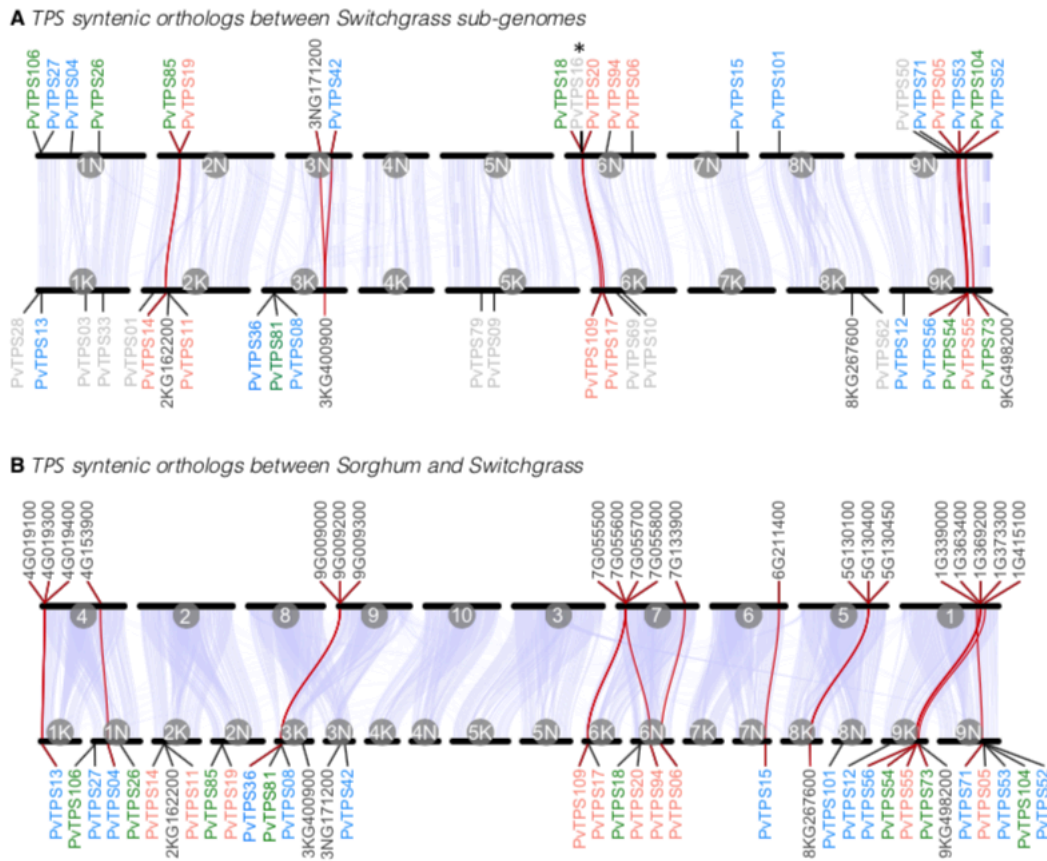 A TPS syntenic orthologs between Switchgrass sub-genomes
PvTPS106
PvTPS27
PvTPS04
PvTPS26
PvTPS85
PvTPS19
3NG171200
PvTPS42
PvTPS18
PvTPS16
*
PvTPS20
PvTPS94
PvTPS06
PvTPS15
PvTPS101
PvTPS50
PvTPS71
PvTPS05
PvTPS53
PvTPS104
PvTPS52
1N
2N
3N
4N
5N
6N
7N
8N
9N
1K
2K
3K
4K
5K
6K
7K
8K
9K
PvTPS28
PvTPS13
PvTPS03
PvTPS33
PvTPS01
PvTPS14
2KG162200
PvTPS11
PvTPS36
PvTPS81
PvTPS08
3KG400900
PvTPS79
PvTPS09
PvTPS109
PvTPS17
PvTPS69
PvTPS10
8KG267600
PvTPS62
PvTPS12
PvTPS56
PvTPS54
PvTPS55
PvTPS73
9KG498200
B TPS syntenic orthologs between Sorghum and Switchgrass
4G019100
4G019300
4G019400
4G153900
9G009000
9G009200
9G009300
7G055500
7G055600
7G055700
7G055800
7G133900
6G211400
5G130100
5G130400
5G130450
1G339000
1G363400
1G369200
1G373300
1G415100
4
2
8
9
10
3
7
6
5
1
1K
1N
2K
2N
3K
3N
4K
4N
5K
5N
6K
6N
7K
7N
8K
8N
9K
9N
PvTPS13
PvTPS106
PvTPS27
PvTPS04
PvTPS26
PvTPS14
2KG162200
PvTPS11
PvTPS85
PvTPS19
PvTPS36
PvTPS81
PvTPS08
3KG400900
3NG171200
PvTPS42
PvTPS109
PvTPS17
PvTPS18
PvTPS20
PvTPS94
PvTPS06
PvTPS15
8KG267600
PvTPS101
PvTPS12
PvTPS56
PvTPS54
PvTPS55
PvTPS73
9KG498200
PvTPS71
PvTPS05
PvTPS53
PvTPS104
PvTPS52